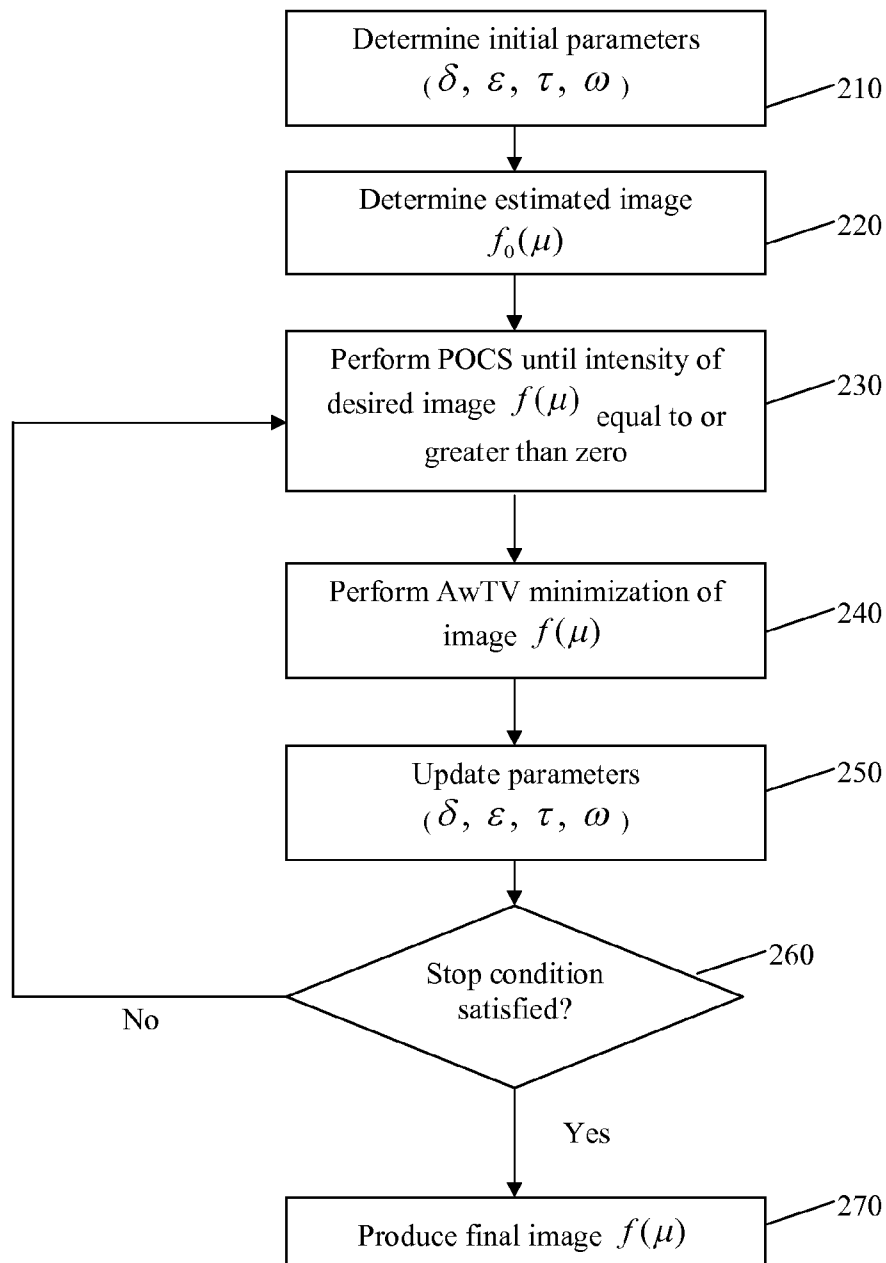 Determine initial parameters
( δ, ε, τ, ω )
210
Determine estimated image
f₀(μ)
220
Perform POCS until intensity of
desired image f(μ) equal to or
greater than zero
230
Perform AwTV minimization of
image f(μ)
240
Update parameters
( δ, ε, τ, ω )
250
Stop condition
satisfied?
260
No
Yes
Produce final image f(μ)
270